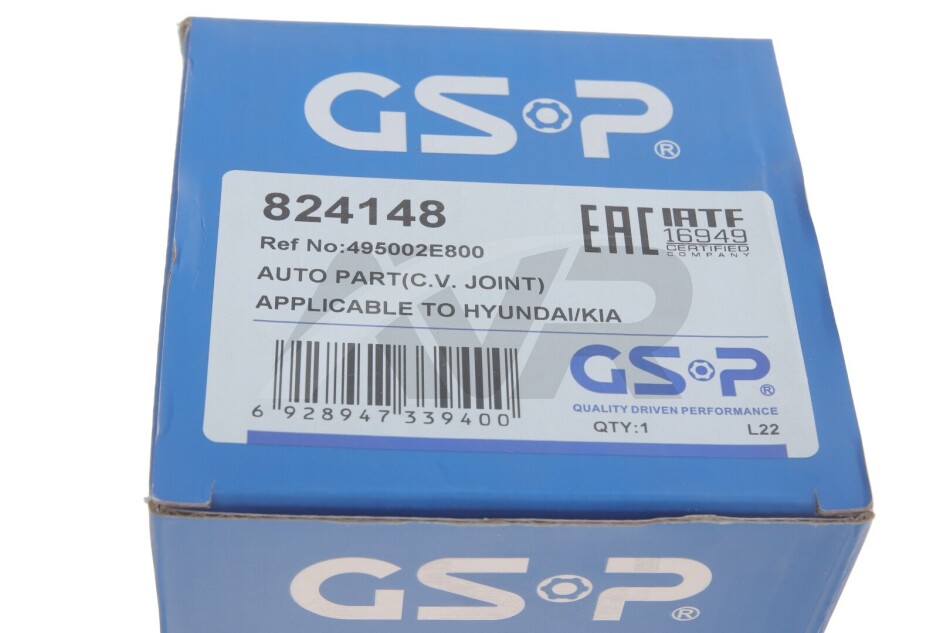 GSP®
824148
EAC IATF
16949
CERTIFIED
COMPANY
Ref No:495002E800
AUTO PART(C.V. JOINT)
APPLICABLE TO HYUNDAI/KIA
AVP
GSP®
6 928947 339400
QUALITY DRIVEN PERFORMANCE
QTY:1 L22
GSP®